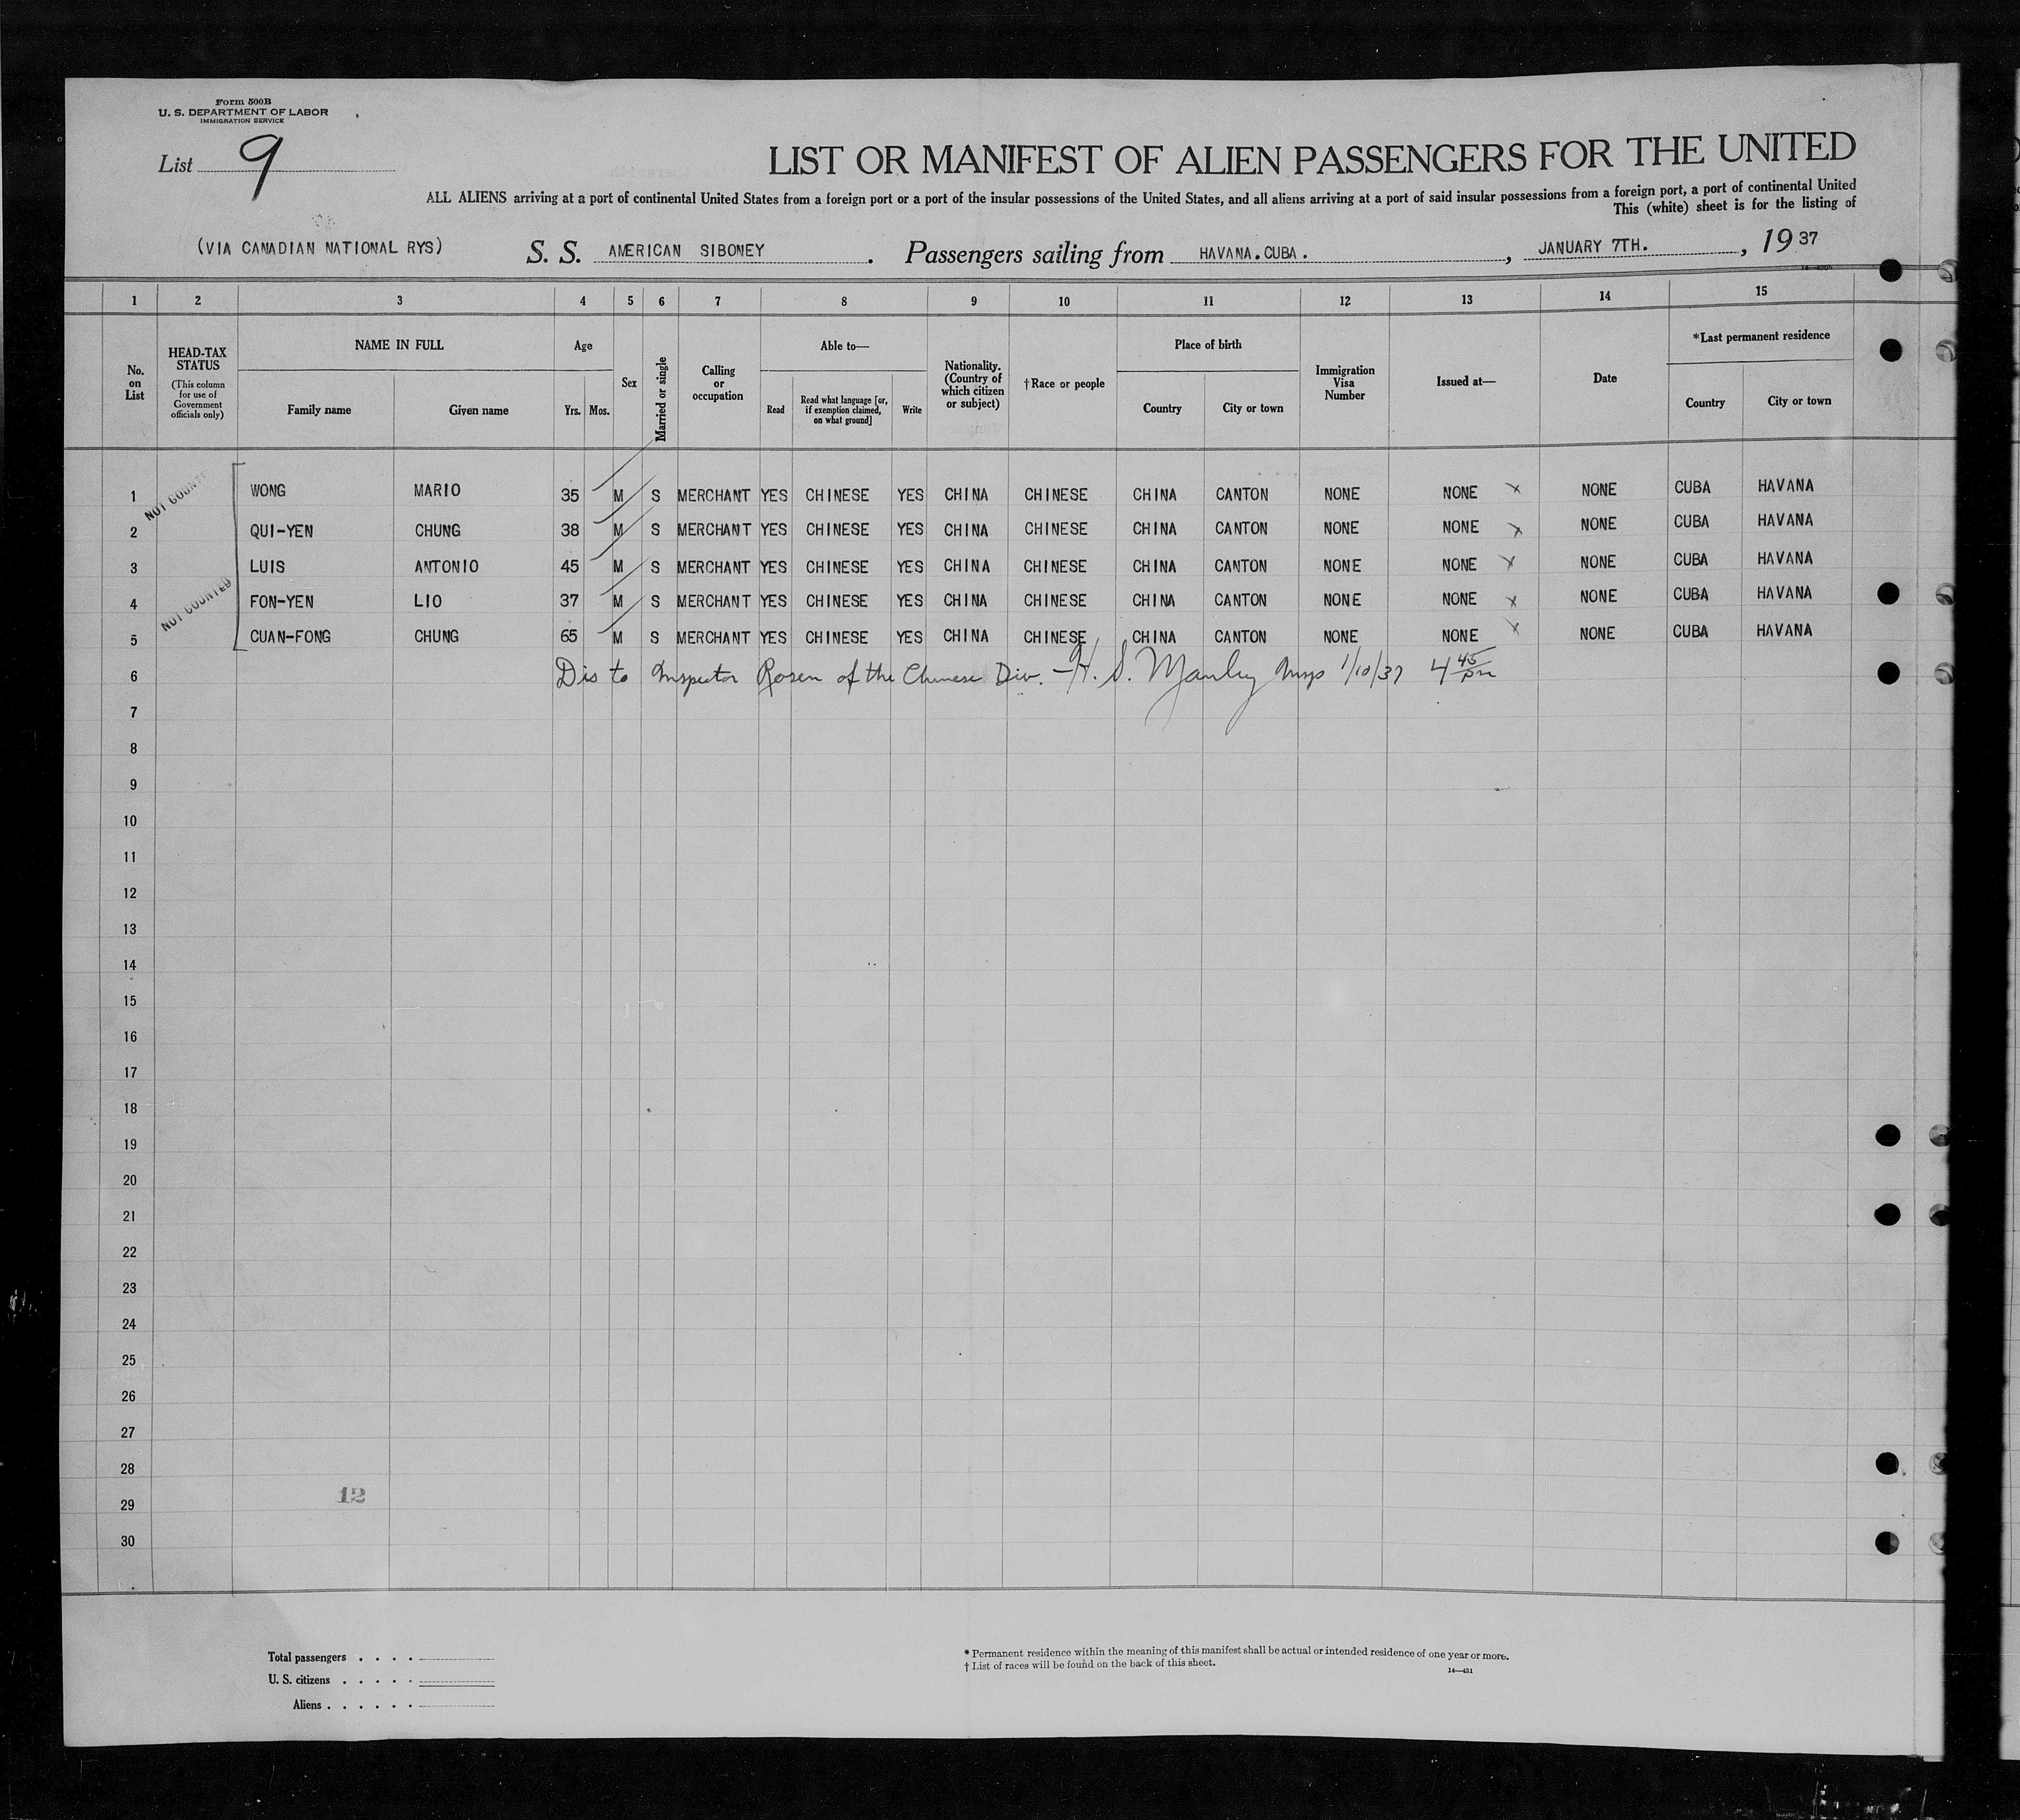 Form 500B
U. S. DEPARTMENT OF LABOR
IMMIGRATION SERVICE
List 9
LIST OR MANIFEST OF ALIEN PASSENGERS FOR THE UNITED
ALL ALIENS arriving at a port of continental United States from a foreign port or a port of the insular possessions of the United States, and all aliens arriving at a port of said insular possessions from a foreign port, a port of continental United
This (white) sheet is for the listing of
(VIA CANADIAN NATIONAL RYS) S. S. AMERICAN SIBONEY . Passengers sailing from HAVANA.CUBA. , JANUARY 7TH. , 19 37
1 2 3 4 5 6 7 8 9 10 11 12 13 14 15
No. on List
HEAD-TAX STATUS
(This column for use of Government officials only)
NAME IN FULL
Family name Given name
Age
Yrs. Mos.
Sex
Married or single
Calling or occupation
Able to—
Read
Read what language [or, if exemption claimed, on what ground]
Write
Nationality. (Country of which citizen or subject)
†Race or people
Place of birth
Country City or town
Immigration Visa Number
Issued at—
Date
*Last permanent residence
Country City or town
1 WONG MARIO 35 M S MERCHANT YES CHINESE YES CHINA CHINESE CHINA CANTON NONE NONE x NONE CUBA HAVANA
2 QUI-YEN CHUNG 38 M S MERCHANT YES CHINESE YES CHINA CHINESE CHINA CANTON NONE NONE x NONE CUBA HAVANA
3 LUIS ANTONIO 45 M S MERCHANT YES CHINESE YES CHINA CHINESE CHINA CANTON NONE NONE x NONE CUBA HAVANA
4 FON-YEN LIO 37 M S MERCHANT YES CHINESE YES CHINA CHINESE CHINA CANTON NONE NONE x NONE CUBA HAVANA
5 CUAN-FONG CHUNG 65 M S MERCHANT YES CHINESE YES CHINA CHINESE CHINA CANTON NONE NONE x NONE CUBA HAVANA
NOT COUNTED
6 Dis to Inspector Rosen of the Chinese Div. — H. S. Manley Insp 1/10/37 4 45 pm
7
8
9
10
11
12
13
14
15
16
17
18
19
20
21
22
23
24
25
26
27
28
29
12
30
Total passengers . . . .
U. S. citizens . . . . .
Aliens . . . . . .
* Permanent residence within the meaning of this manifest shall be actual or intended residence of one year or more.
† List of races will be found on the back of this sheet.
14—431